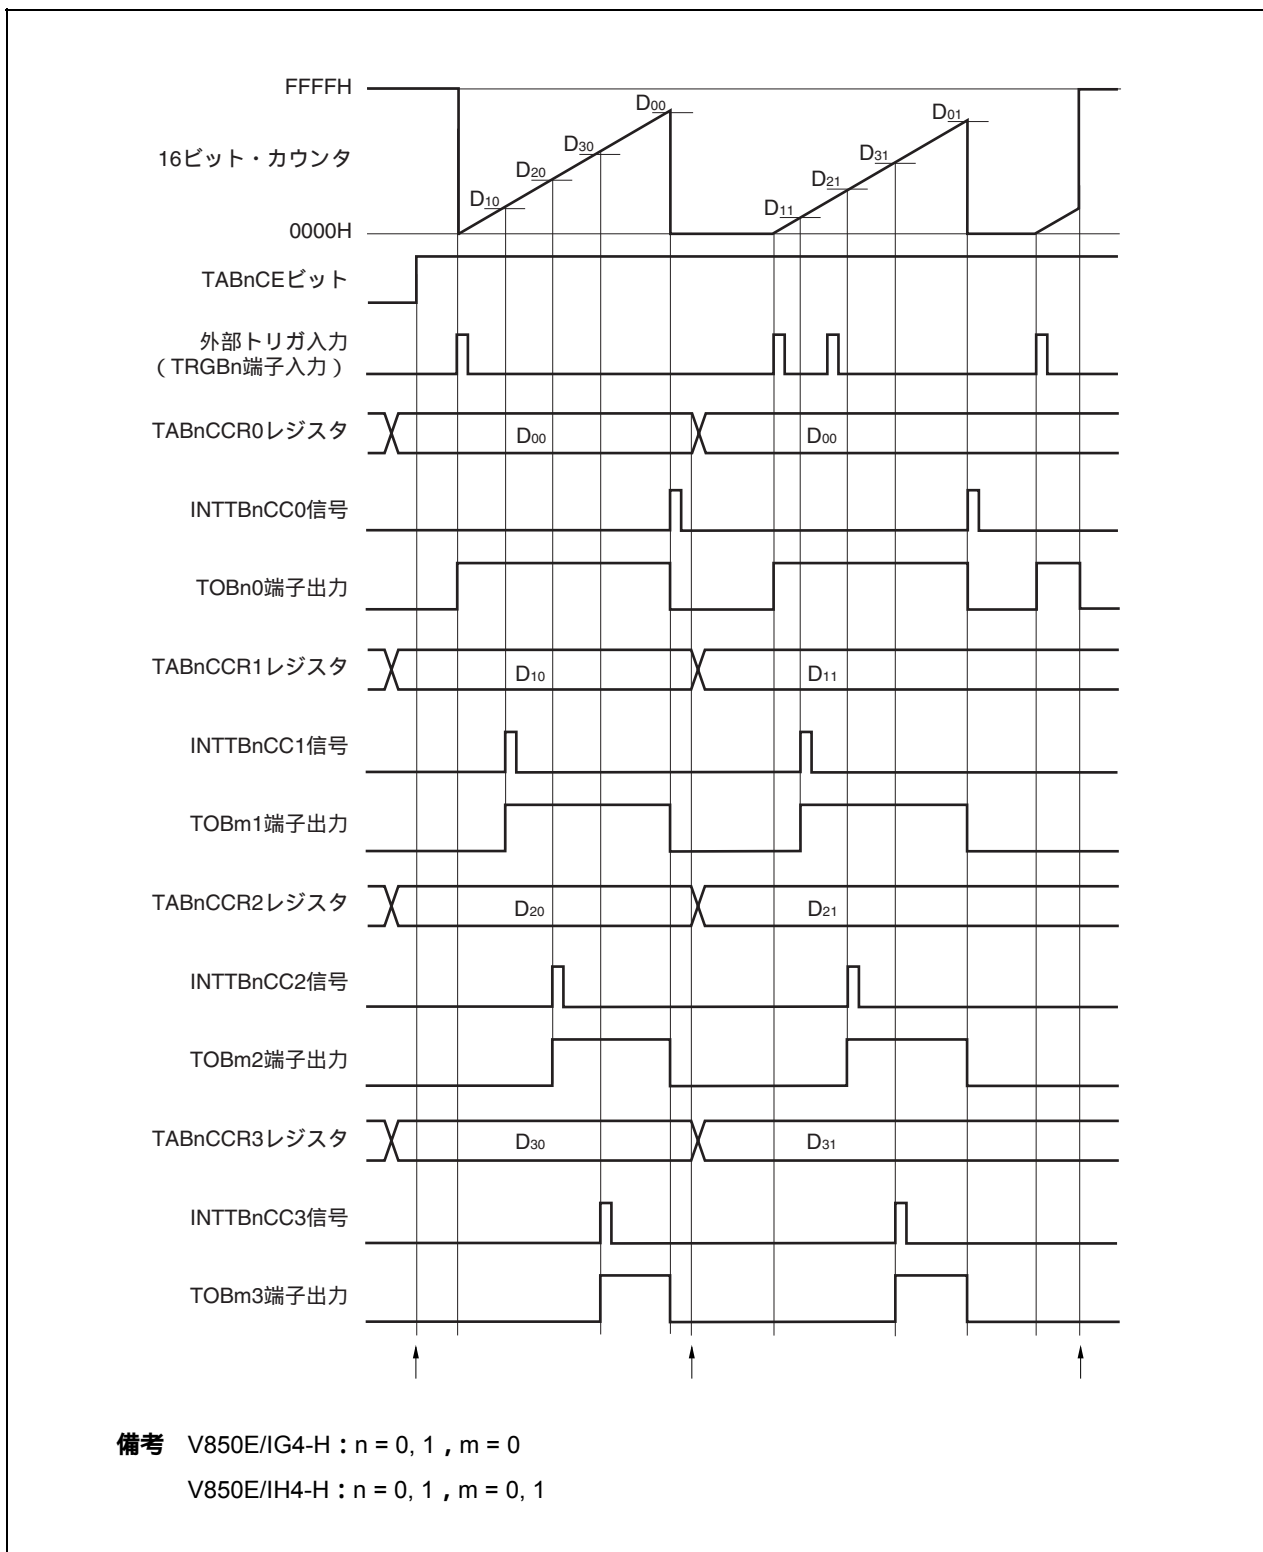 FFFFH
D00
D01
D30
D31
16ビット・カウンタ
D20
D21
D10
D11
0000H
TABnCEビット
外部トリガ入力
（TRGBn端子入力）
TABnCCR0レジスタ
D00
D00
INTTBnCC0信号
TOBn0端子出力
TABnCCR1レジスタ
D10
D11
INTTBnCC1信号
TOBm1端子出力
TABnCCR2レジスタ
D20
D21
INTTBnCC2信号
TOBm2端子出力
TABnCCR3レジスタ
D30
D31
INTTBnCC3信号
TOBm3端子出力
備考 V850E/IG4-H：n = 0, 1，m = 0
V850E/IH4-H：n = 0, 1，m = 0, 1